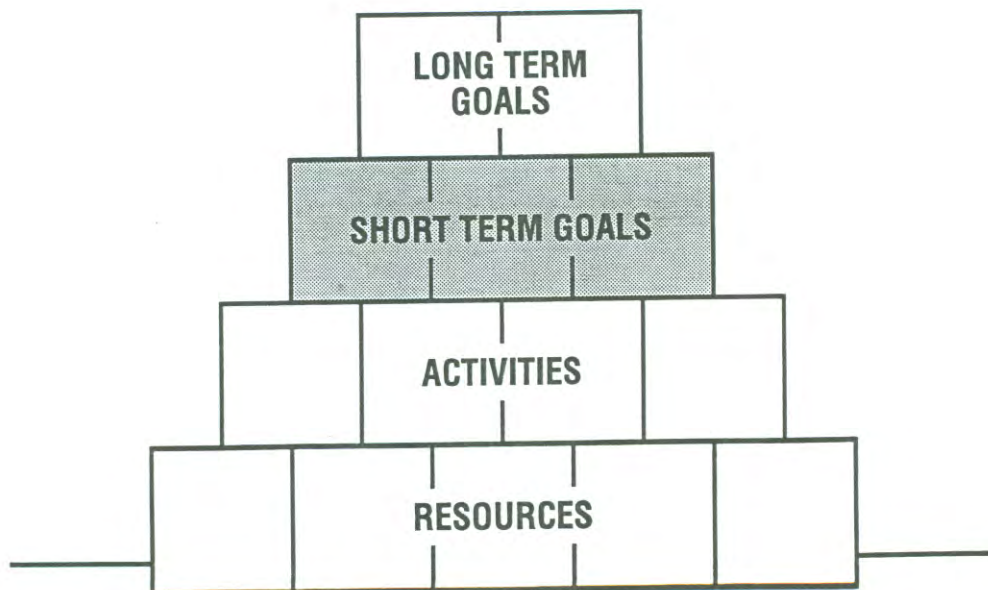 LONG TERM
GOALS
SHORT TERM GOALS
ACTIVITIES
RESOURCES